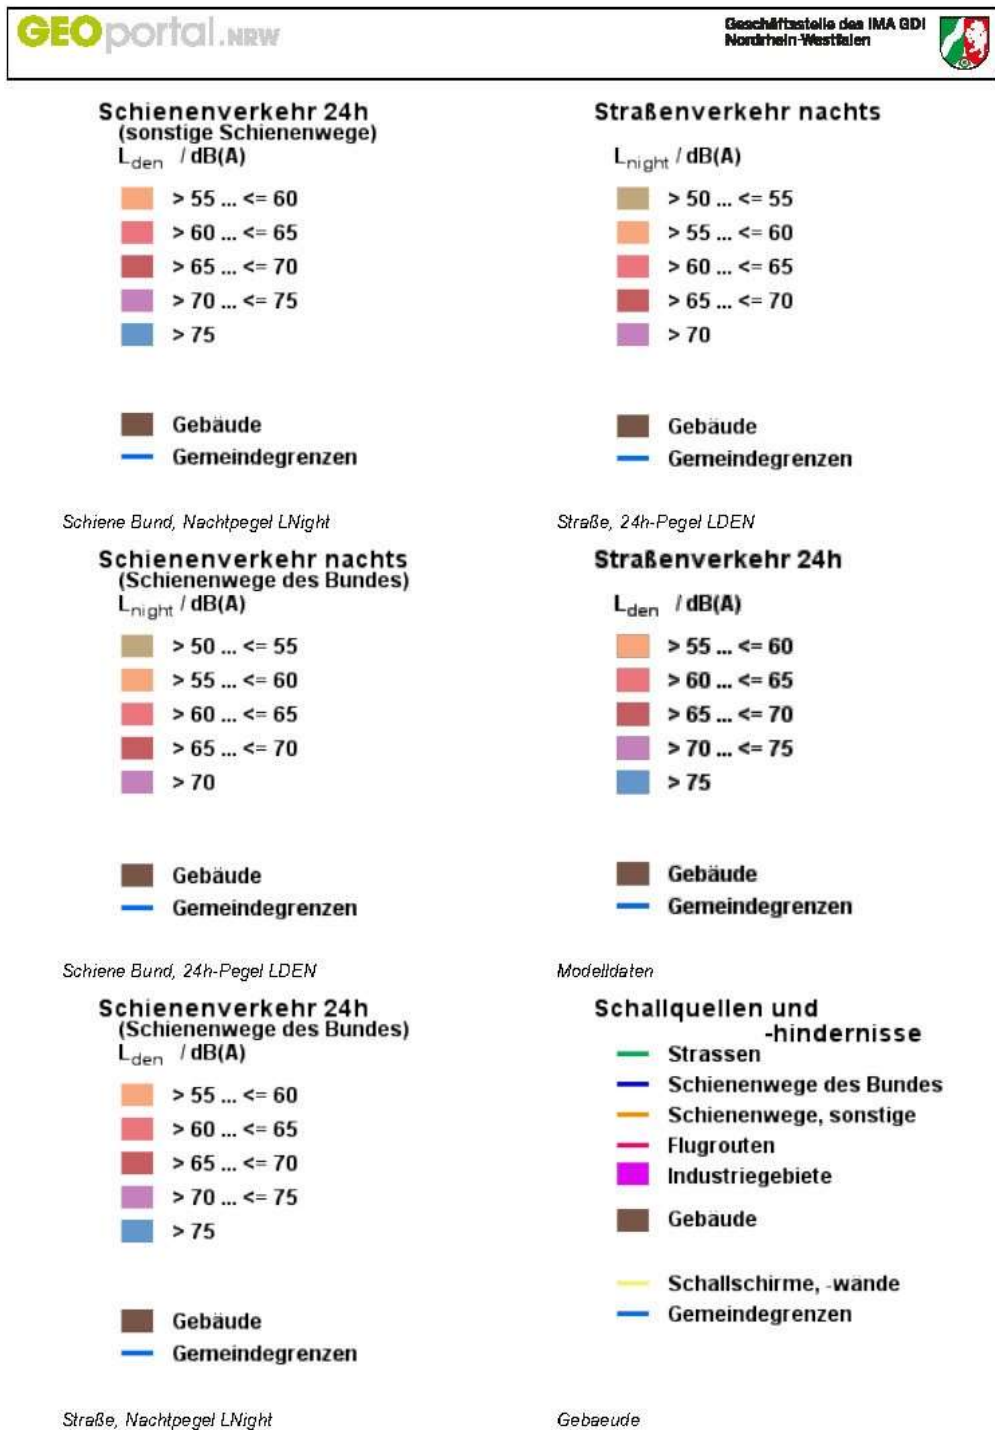 GEOportal.NRW
Geschäftsstelle des IMA GDI
Nordrhein-Westfalen
Schienenverkehr 24h
(sonstige Schienenwege)
Lden / dB(A)
> 55 ... <= 60
> 60 ... <= 65
> 65 ... <= 70
> 70 ... <= 75
> 75
Gebäude
Gemeindegrenzen
Straßenverkehr nachts
Lnight / dB(A)
> 50 ... <= 55
> 55 ... <= 60
> 60 ... <= 65
> 65 ... <= 70
> 70
Gebäude
Gemeindegrenzen
Schiene Bund, Nachtpegel LNight
Schienenverkehr nachts
(Schienenwege des Bundes)
Lnight / dB(A)
> 50 ... <= 55
> 55 ... <= 60
> 60 ... <= 65
> 65 ... <= 70
> 70
Gebäude
Gemeindegrenzen
Straße, 24h-Pegel LDEN
Straßenverkehr 24h
Lden / dB(A)
> 55 ... <= 60
> 60 ... <= 65
> 65 ... <= 70
> 70 ... <= 75
> 75
Gebäude
Gemeindegrenzen
Schiene Bund, 24h-Pegel LDEN
Schienenverkehr 24h
(Schienenwege des Bundes)
Lden / dB(A)
> 55 ... <= 60
> 60 ... <= 65
> 65 ... <= 70
> 70 ... <= 75
> 75
Gebäude
Gemeindegrenzen
Modelldaten
Schallquellen und
-hindernisse
Strassen
Schienenwege des Bundes
Schienenwege, sonstige
Flugrouten
Industriegebiete
Gebäude
Schallschirme, -wände
Gemeindegrenzen
Straße, Nachtpegel LNight
Gebaeude